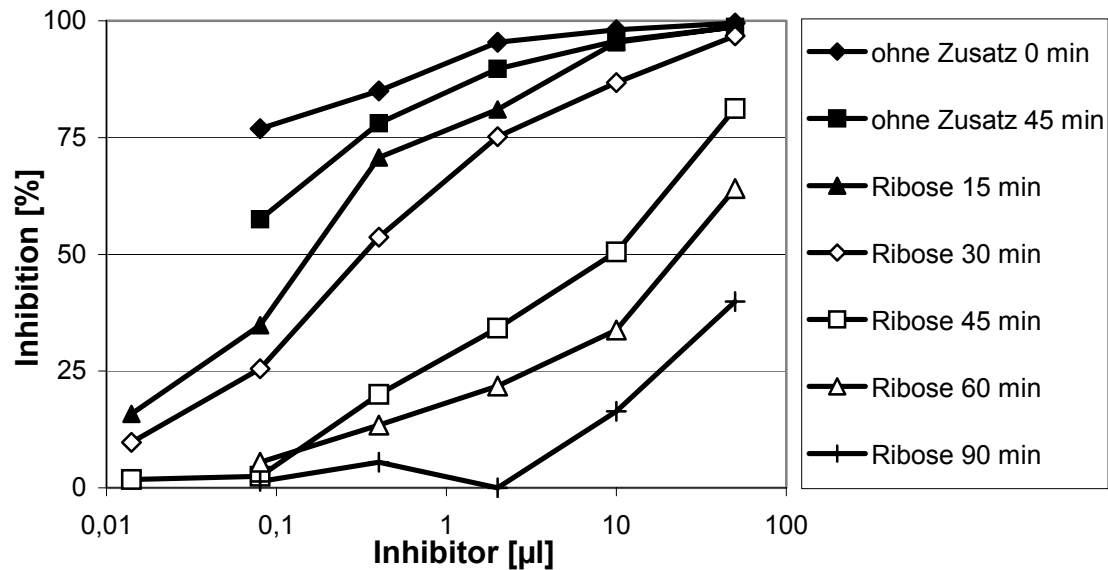 100
75
50
25
0
Inhibition [%]
0,01
0,1
1
10
100
Inhibitor [µl]
ohne Zusatz 0 min
ohne Zusatz 45 min
Ribose 15 min
Ribose 30 min
Ribose 45 min
Ribose 60 min
Ribose 90 min